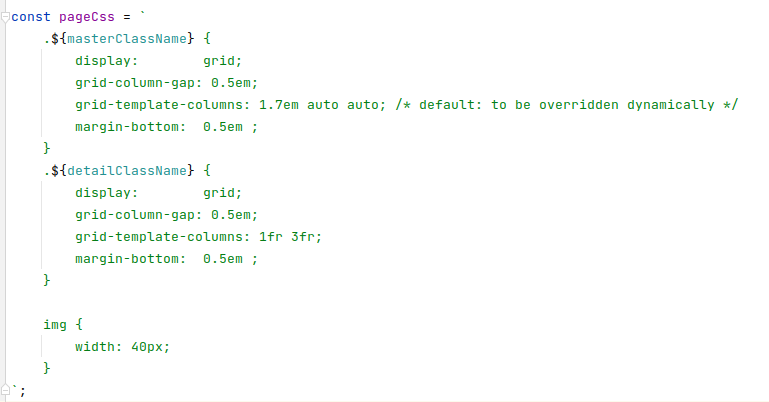 const pageCss = `
    .${masterClassName} {
        display:        grid;
        grid-column-gap: 0.5em;
        grid-template-columns: 1.7em auto auto; /* default: to be overridden dynamically */
        margin-bottom:  0.5em ;
    }
    .${detailClassName} {
        display:        grid;
        grid-column-gap: 0.5em;
        grid-template-columns: 1fr 3fr;
        margin-bottom:  0.5em ;
    }

    img {
        width: 40px;
    }
`;